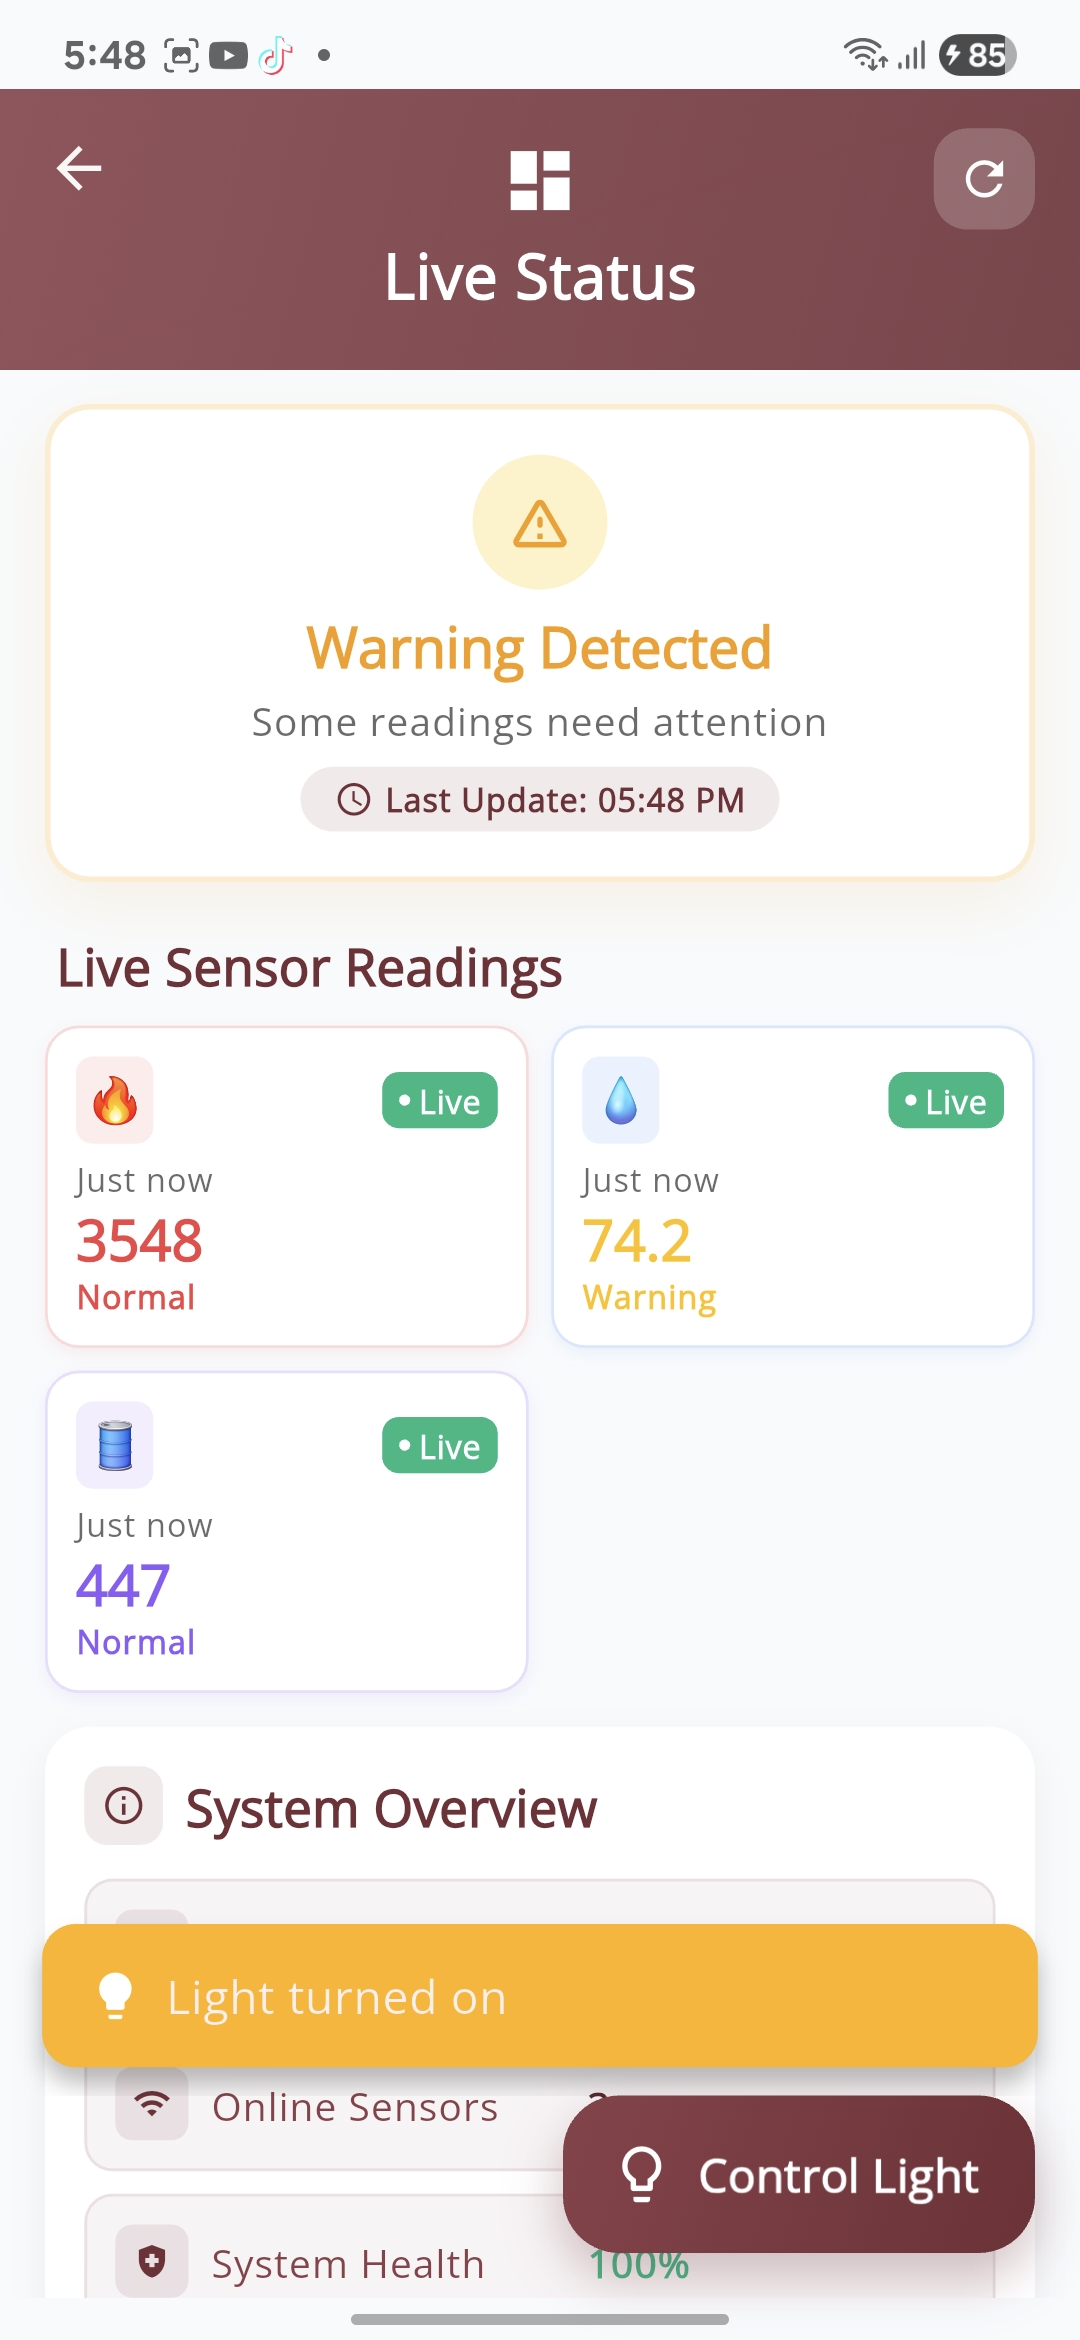 5:48
85
Live Status
Warning Detected
Some readings need attention
Last Update: 05:48 PM
Live Sensor Readings
Live
Just now
3548
Normal
Live
Just now
74.2
Warning
Live
Just now
447
Normal
System Overview
Light turned on
Online Sensors
Control Light
System Health 100%